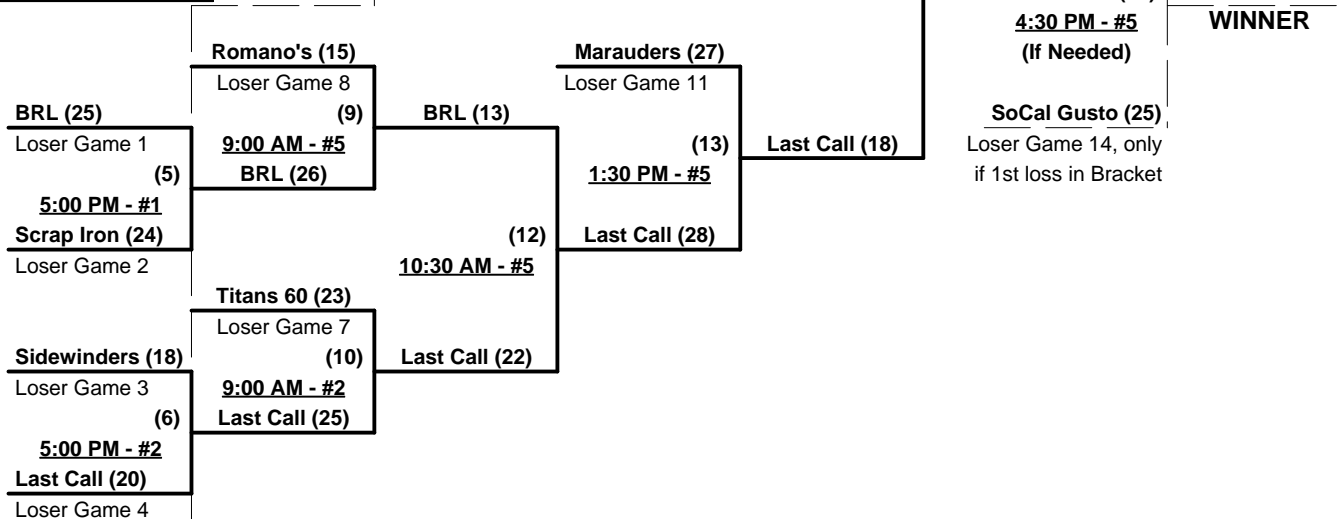 4:30 PM - #5
WINNER
(If Needed)
Romano's (15)
Loser Game 8
Marauders (27)
Loser Game 11
BRL (25)
Loser Game 1
(9)
9:00 AM - #5
BRL (13)
SoCal Gusto (25)
Loser Game 14, only
if 1st loss in Bracket
(13)
1:30 PM - #5
Last Call (18)
(5)
5:00 PM - #1
BRL (26)
Scrap Iron (24)
Loser Game 2
(12)
10:30 AM - #5
Last Call (28)
Titans 60 (23)
Loser Game 7
Sidewinders (18)
Loser Game 3
(10)
9:00 AM - #2
Last Call (22)
(6)
5:00 PM - #2
Last Call (25)
Last Call (20)
Loser Game 4